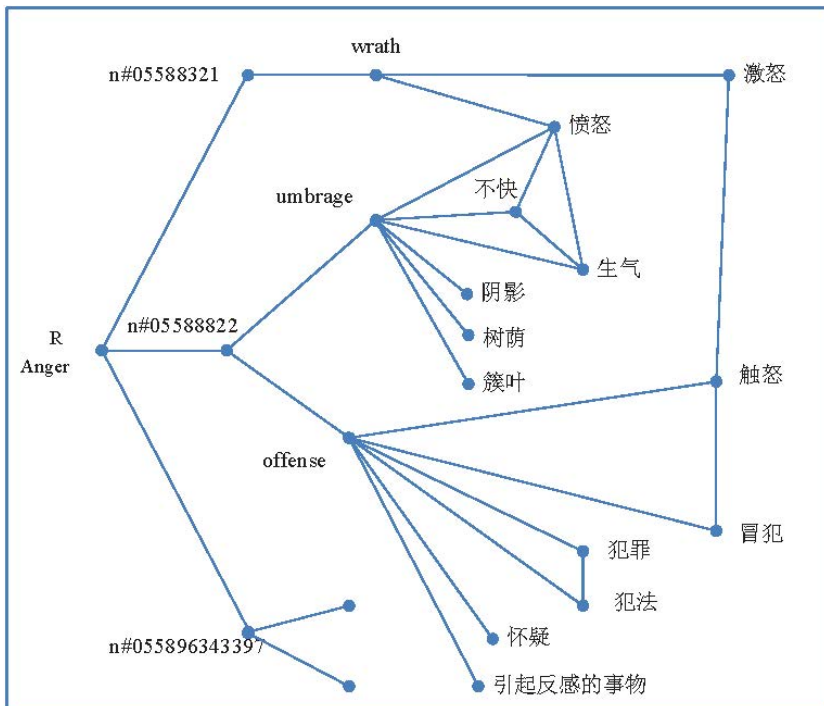 wrath
n#05588321
激怒
愤怒
不快
umbrage
生气
阴影
n#05588822
树荫
R
Anger
簇叶
触怒
offense
冒犯
犯罪
犯法
怀疑
n#055896343397
引起反感的事物